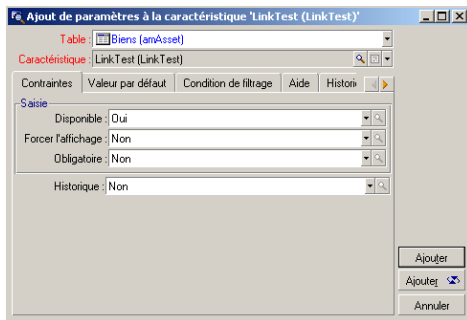 Ajout de paramètres à la caractéristique 'LinkTest (LinkTest)'
Table : Biens (amAsset)
Caractéristique : LinkTest (LinkTest)
Contraintes Valeur par défaut Condition de filtrage Aide Histori
Saisie
Disponible : Oui
Forcer l'affichage : Non
Obligatoire : Non
Historique : Non
Ajouter
Ajouter
Annuler